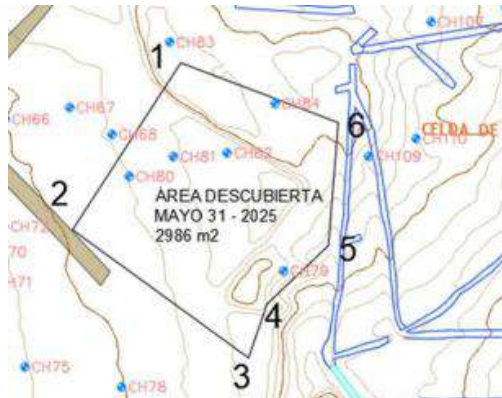 CH107
1
CH83
CH67
CH84
CH66
CH68
6
CELDA DE
CH110
CH81
CH82
CH109
CH80
ÁREA DESCUBIERTA
MAYO 31 - 2025
2986 m2
2
CH72
5
70
CH79
H71
4
3
CH75
CH78